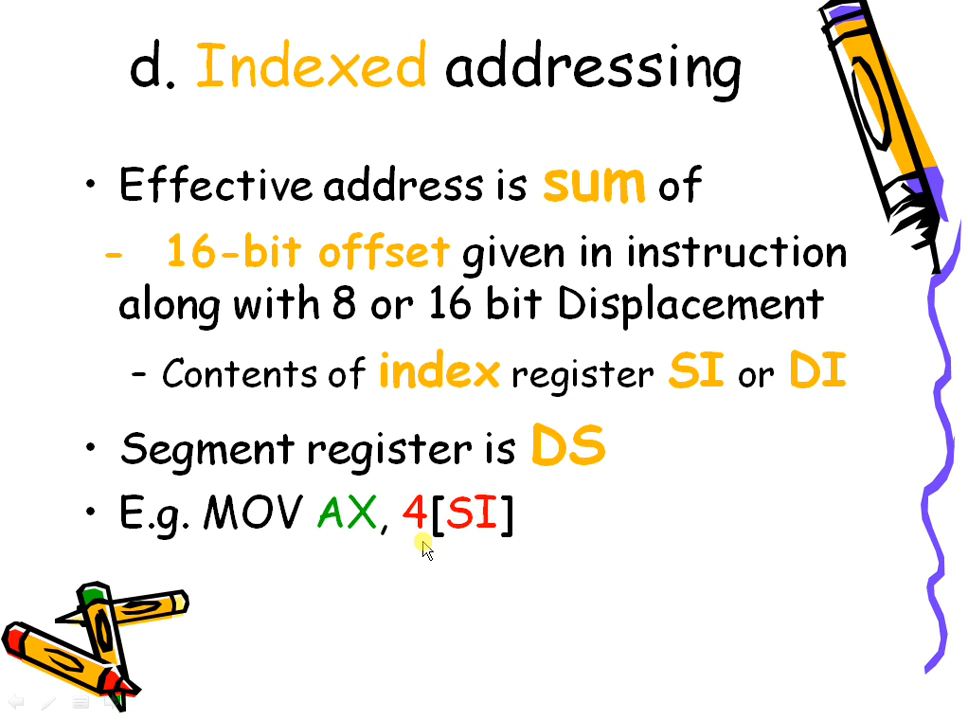 d. Indexed addressing
• Effective address is sum of
- 16-bit offset given in instruction
along with 8 or 16 bit Displacement
– Contents of index register SI or DI
• Segment register is DS
• E.g. MOV AX, 4[SI]